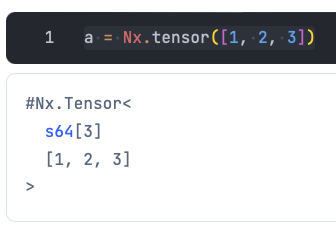 1 a = Nx.tensor([1, 2, 3])
#Nx.Tensor<
  s64[3]
  [1, 2, 3]
>